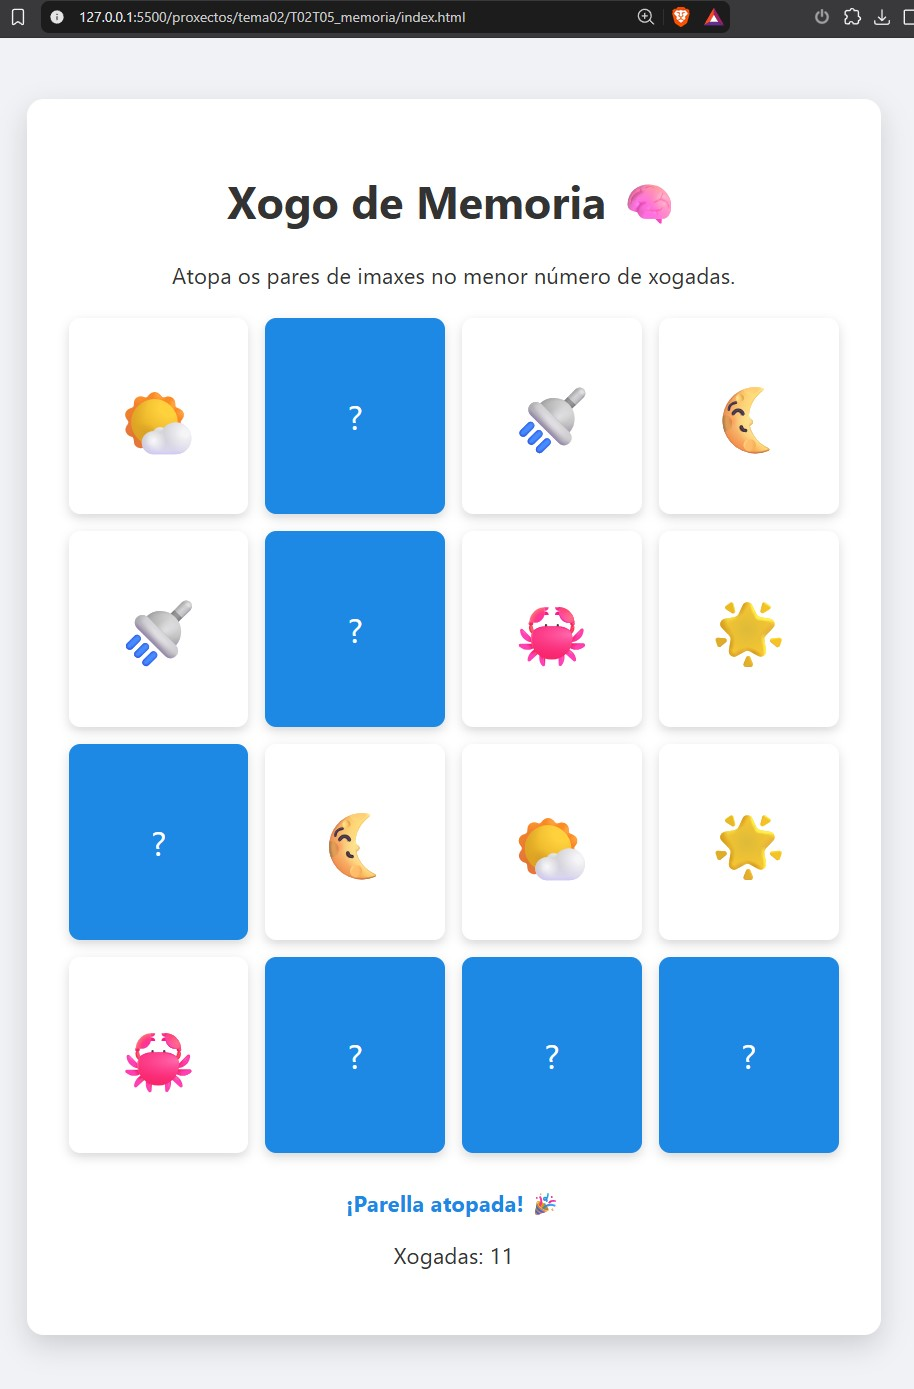 127.0.0.1:5500/proxectos/tema02/T02T05_memoria/index.html
Xogo de Memoria 🧠
Atopa os pares de imaxes no menor número de xogadas.
?
?
?
? ? ?
¡Parella atopada! 🎉
Xogadas: 11